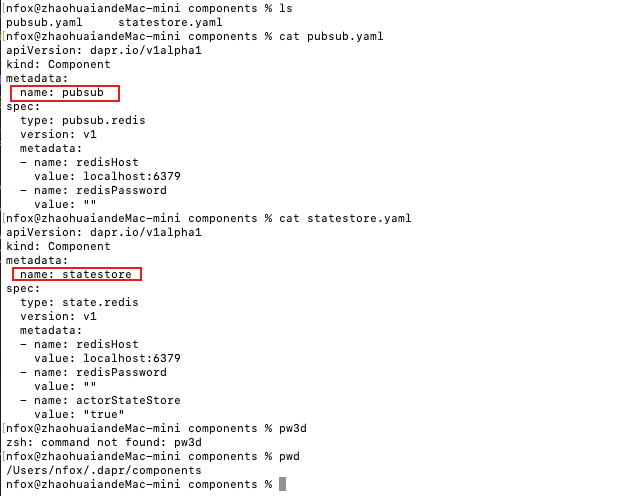 [nfox@zhaohuaiandeMac-mini components % ls
pubsub.yaml     statestore.yaml
[nfox@zhaohuaiandeMac-mini components % cat pubsub.yaml
apiVersion: dapr.io/v1alpha1
kind: Component
metadata:
  name: pubsub
spec:
  type: pubsub.redis
  version: v1
  metadata:
  - name: redisHost
    value: localhost:6379
  - name: redisPassword
    value: ""
[nfox@zhaohuaiandeMac-mini components % cat statestore.yaml
apiVersion: dapr.io/v1alpha1
kind: Component
metadata:
  name: statestore
spec:
  type: state.redis
  version: v1
  metadata:
  - name: redisHost
    value: localhost:6379
  - name: redisPassword
    value: ""
  - name: actorStateStore
    value: "true"
[nfox@zhaohuaiandeMac-mini components % pw3d
zsh: command not found: pw3d
[nfox@zhaohuaiandeMac-mini components % pwd
/Users/nfox/.dapr/components
nfox@zhaohuaiandeMac-mini components %